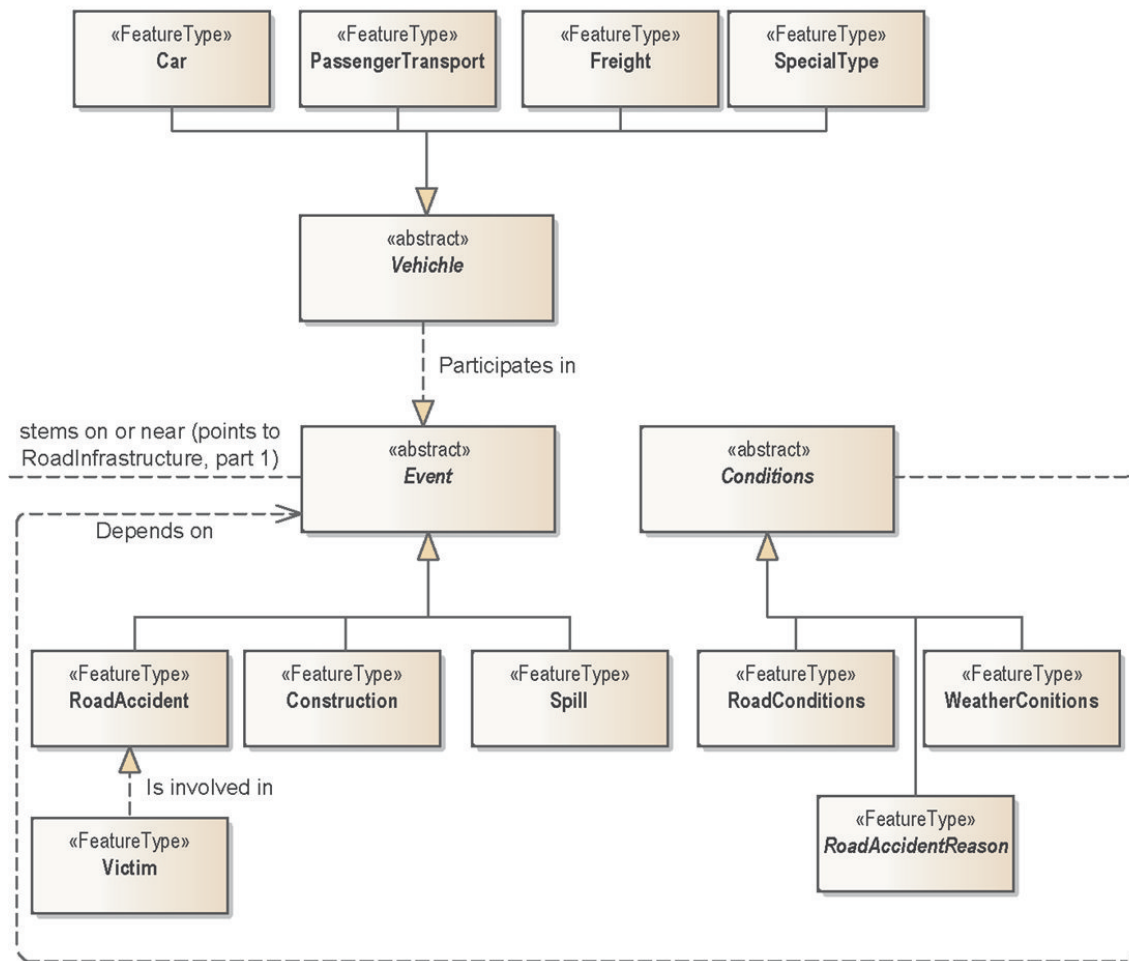 «FeatureType»
Car
«FeatureType»
PassengerTransport
«FeatureType»
Freight
«FeatureType»
SpecialType
«abstract»
Vehichle
Participates in
stems on or near (points to
RoadInfrastructure, part 1)
«abstract»
Event
«abstract»
Conditions
Depends on
«FeatureType»
RoadAccident
«FeatureType»
Construction
«FeatureType»
Spill
«FeatureType»
RoadConditions
«FeatureType»
WeatherConitions
Is involved in
«FeatureType»
Victim
«FeatureType»
RoadAccidentReason